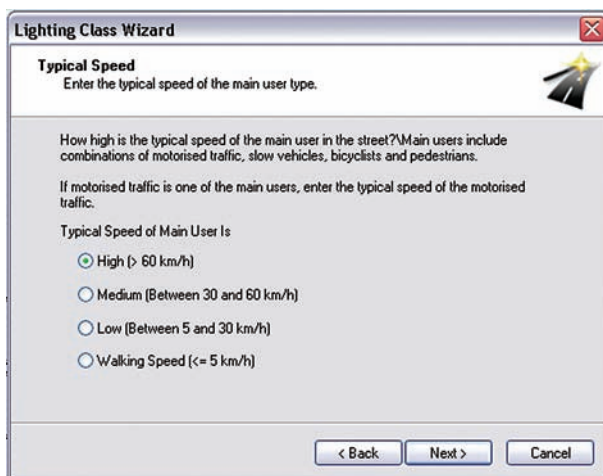 Lighting Class Wizard
Typical Speed
Enter the typical speed of the main user type.
How high is the typical speed of the main user in the street?\Main users include
combinations of motorised traffic, slow vehicles, bicyclists and pedestrians.
If motorised traffic is one of the main users, enter the typical speed of the motorised
traffic.
Typical Speed of Main User Is
High (> 60 km/h)
Medium (Between 30 and 60 km/h)
Low (Between 5 and 30 km/h)
Walking Speed (<= 5 km/h)
< Back
Next >
Cancel